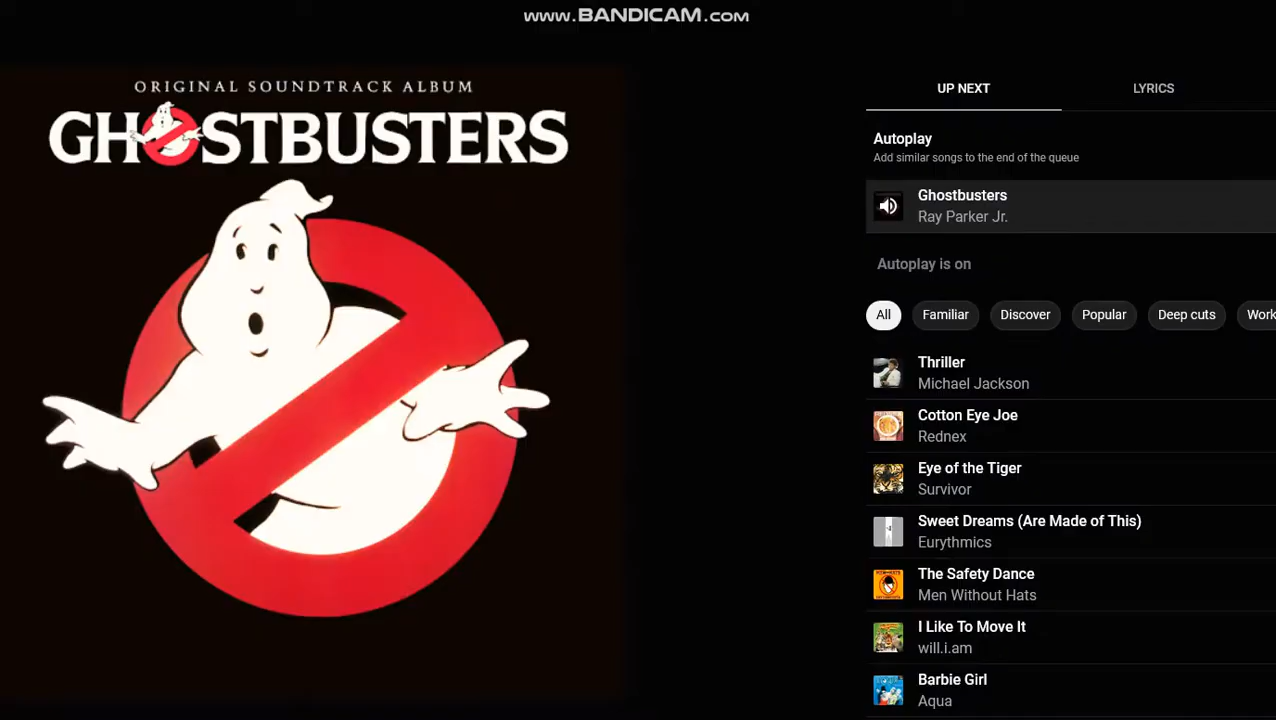 www.BANDICAM.com
ORIGINAL SOUNDTRACK ALBUM
GHOSTBUSTERS
UP NEXT
LYRICS
Autoplay
Add similar songs to the end of the queue
Ghostbusters
Ray Parker Jr.
Autoplay is on
All
Familiar
Discover
Popular
Deep cuts
Work
Thriller
Michael Jackson
Cotton Eye Joe
Rednex
Eye of the Tiger
Survivor
Sweet Dreams (Are Made of This)
Eurythmics
The Safety Dance
Men Without Hats
I Like To Move It
will.i.am
Barbie Girl
Aqua